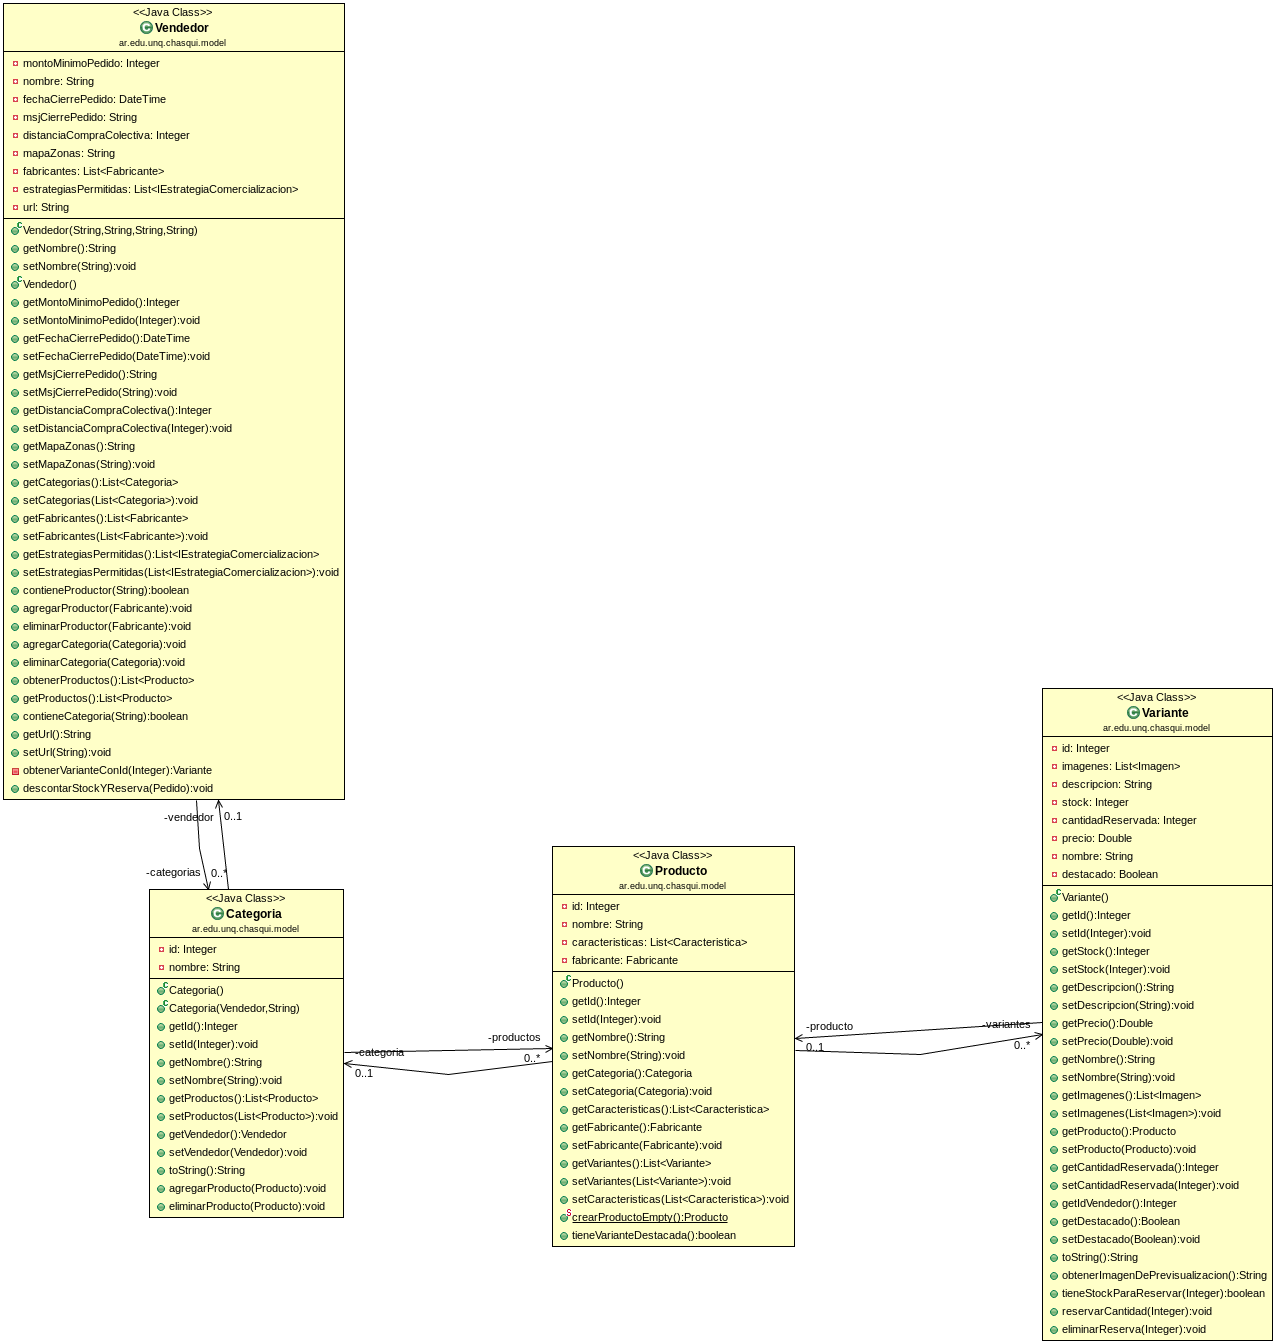 <<Java Class>>
Vendedor
ar.edu.unq.chasqui.model
montoMinimoPedido: Integer
nombre: String
fechaCierrePedido: DateTime
msjCierrePedido: String
distanciaCompraColectiva: Integer
mapaZonas: String
fabricantes: List<Fabricante>
estrategiasPermitidas: List<IEstrategiaComercializacion>
url: String
Vendedor(String,String,String,String)
getNombre():String
setNombre(String):void
Vendedor()
getMontoMinimoPedido():Integer
setMontoMinimoPedido(Integer):void
getFechaCierrePedido():DateTime
setFechaCierrePedido(DateTime):void
getMsjCierrePedido():String
setMsjCierrePedido(String):void
getDistanciaCompraColectiva():Integer
setDistanciaCompraColectiva(Integer):void
getMapaZonas():String
setMapaZonas(String):void
getCategorias():List<Categoria>
setCategorias(List<Categoria>):void
getFabricantes():List<Fabricante>
setFabricantes(List<Fabricante>):void
getEstrategiasPermitidas():List<IEstrategiaComercializacion>
setEstrategiasPermitidas(List<IEstrategiaComercializacion>):void
contieneProductor(String):boolean
agregarProductor(Fabricante):void
eliminarProductor(Fabricante):void
agregarCategoria(Categoria):void
eliminarCategoria(Categoria):void
obtenerProductos():List<Producto>
getProductos():List<Producto>
contieneCategoria(String):boolean
getUrl():String
setUrl(String):void
obtenerVarianteConId(Integer):Variante
descontarStockYReserva(Pedido):void
-vendedor 0..1
-categorias 0..*
<<Java Class>>
Categoria
ar.edu.unq.chasqui.model
id: Integer
nombre: String
Categoria()
Categoria(Vendedor,String)
getId():Integer
setId(Integer):void
getNombre():String
setNombre(String):void
getProductos():List<Producto>
setProductos(List<Producto>):void
getVendedor():Vendedor
setVendedor(Vendedor):void
toString():String
agregarProducto(Producto):void
eliminarProducto(Producto):void
-productos
-categoria
0..*
0..1
<<Java Class>>
Producto
ar.edu.unq.chasqui.model
id: Integer
nombre: String
caracteristicas: List<Caracteristica>
fabricante: Fabricante
Producto()
getId():Integer
setId(Integer):void
getNombre():String
setNombre(String):void
getCategoria():Categoria
setCategoria(Categoria):void
getCaracteristicas():List<Caracteristica>
getFabricante():Fabricante
setFabricante(Fabricante):void
getVariantes():List<Variante>
setVariantes(List<Variante>):void
setCaracteristicas(List<Caracteristica>):void
crearProductoEmpty():Producto
tieneVarianteDestacada():boolean
-producto
-variantes
0..1
0..*
<<Java Class>>
Variante
ar.edu.unq.chasqui.model
id: Integer
imagenes: List<Imagen>
descripcion: String
stock: Integer
cantidadReservada: Integer
precio: Double
nombre: String
destacado: Boolean
Variante()
getId():Integer
setId(Integer):void
getStock():Integer
setStock(Integer):void
getDescripcion():String
setDescripcion(String):void
getPrecio():Double
setPrecio(Double):void
getNombre():String
setNombre(String):void
getImagenes():List<Imagen>
setImagenes(List<Imagen>):void
getProducto():Producto
setProducto(Producto):void
getCantidadReservada():Integer
setCantidadReservada(Integer):void
getIdVendedor():Integer
getDestacado():Boolean
setDestacado(Boolean):void
toString():String
obtenerImagenDePrevisualizacion():String
tieneStockParaReservar(Integer):boolean
reservarCantidad(Integer):void
eliminarReserva(Integer):void